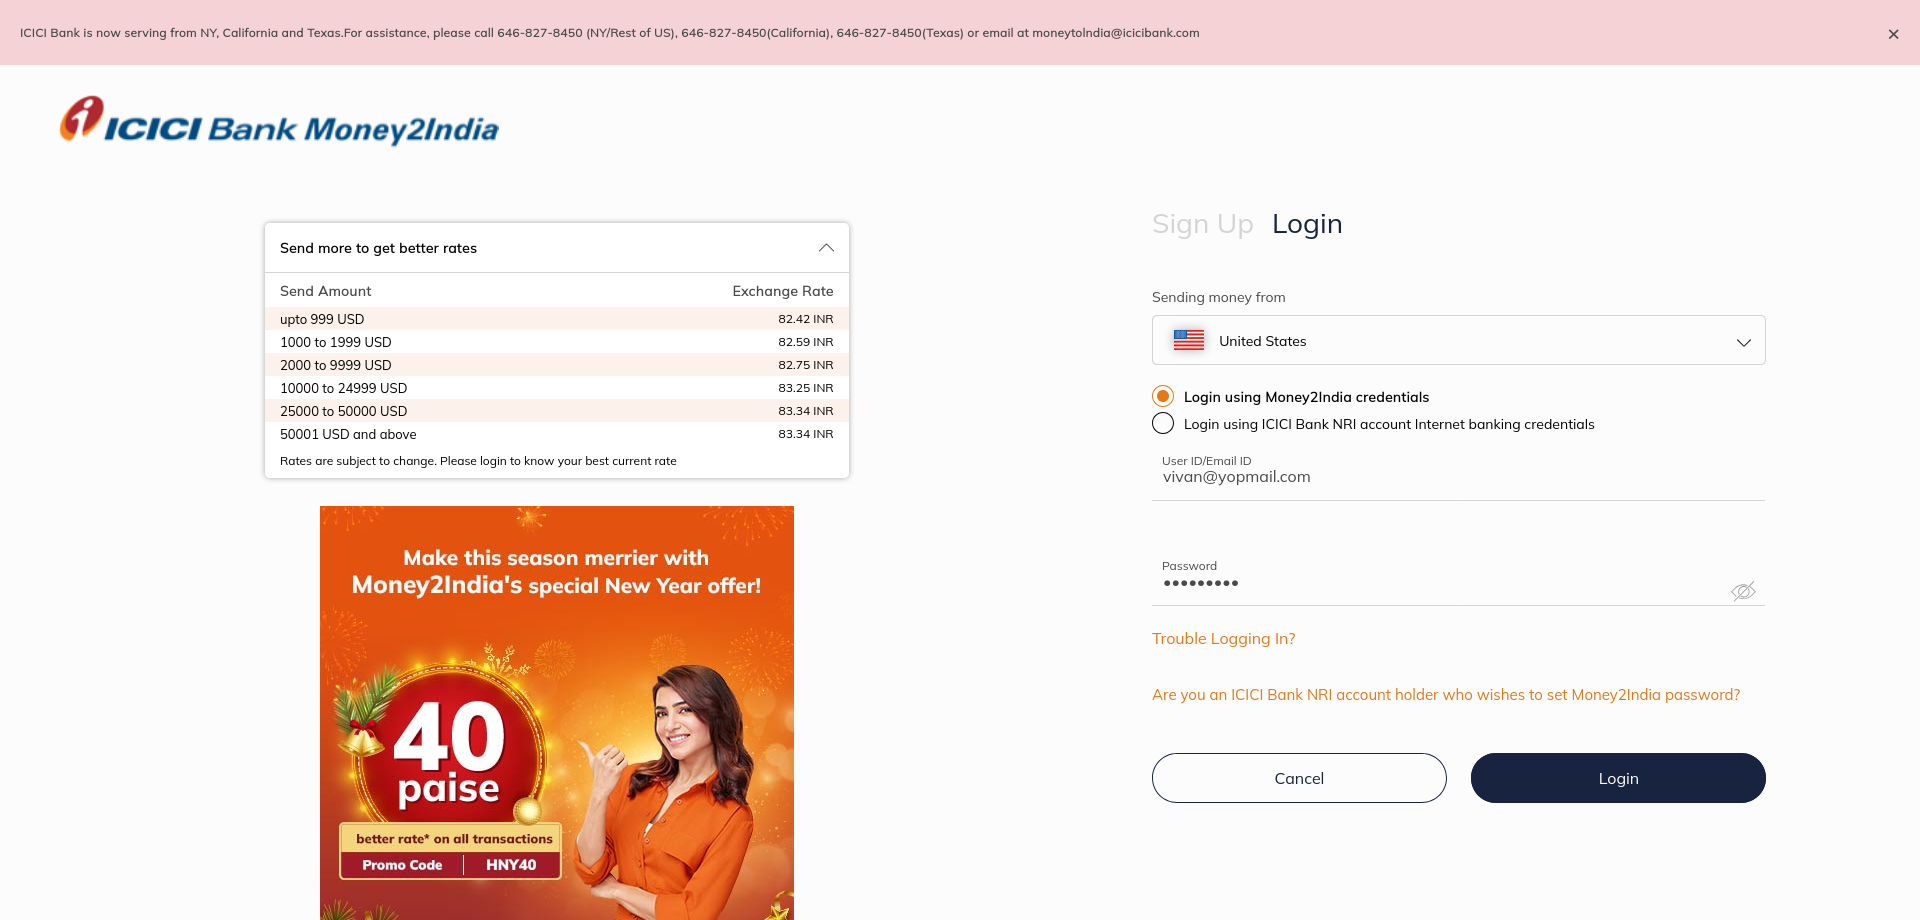 ICICI Bank is now serving from NY, California and Texas.For assistance, please call 646-827-8450 (NY/Rest of US), 646-827-8450(California), 646-827-8450(Texas) or email at moneytoIndia@icicibank.com
ICICI Bank Money2India
Send more to get better rates
Send Amount Exchange Rate
upto 999 USD 82.42 INR
1000 to 1999 USD 82.59 INR
2000 to 9999 USD 82.75 INR
10000 to 24999 USD 83.25 INR
25000 to 50000 USD 83.34 INR
50001 USD and above 83.34 INR
Rates are subject to change. Please login to know your best current rate
Make this season merrier with
Money2India's special New Year offer!
40
paise
better rate* on all transactions
Promo Code HNY40
Sign Up Login
Sending money from
United States
Login using Money2India credentials
Login using ICICI Bank NRI account Internet banking credentials
User ID/Email ID
vivan@yopmail.com
Password
•••••••••
Trouble Logging In?
Are you an ICICI Bank NRI account holder who wishes to set Money2India password?
Cancel Login